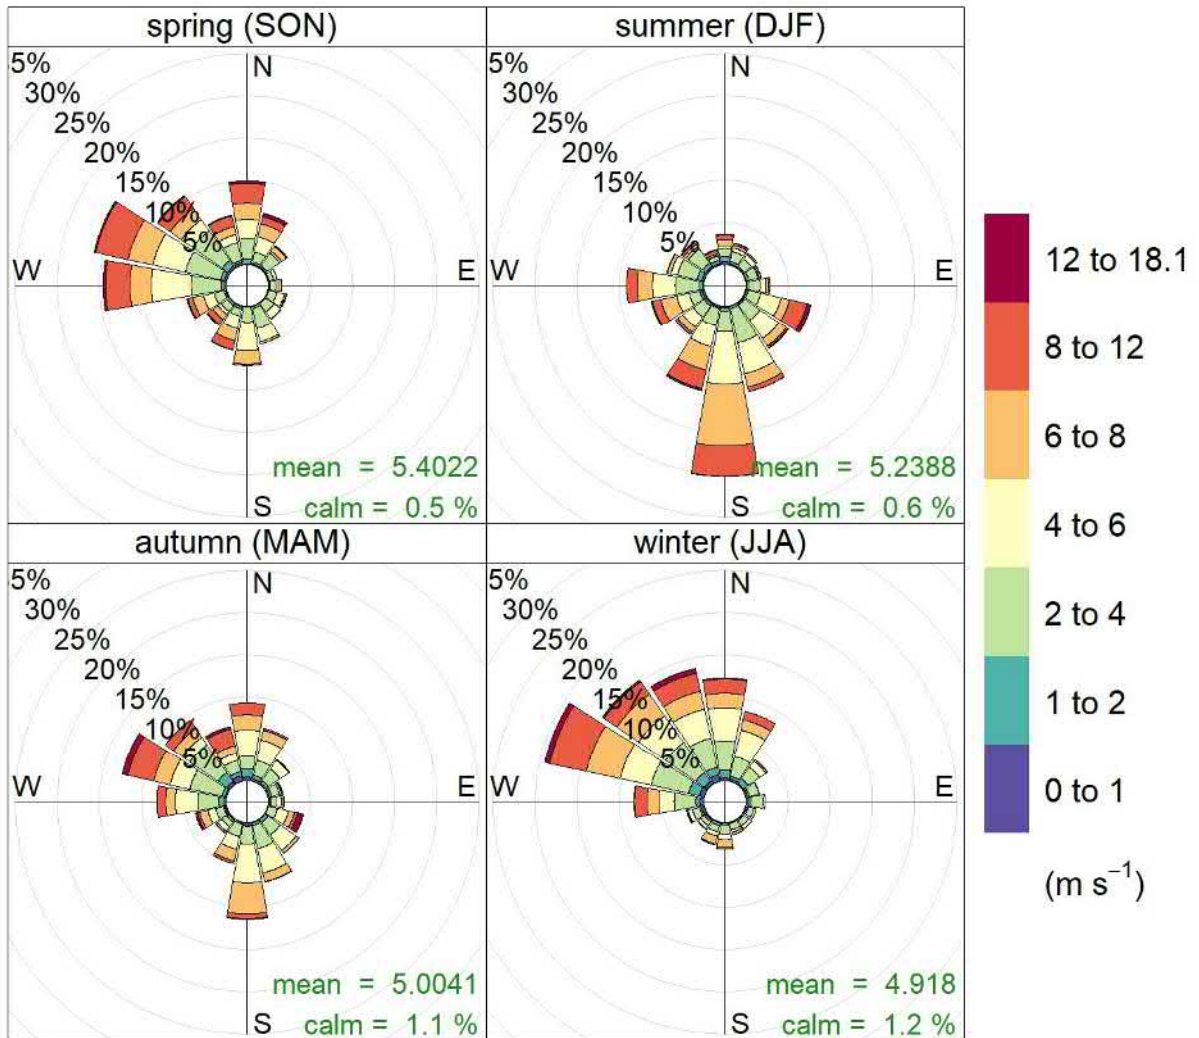 spring (SON)
summer (DJF)
5%
30%
25%
20%
15%
10%
5%
N
W
E
S
mean = 5.4022
calm = 0.5 %
5%
30%
25%
20%
15%
10%
5%
N
W
E
S
mean = 5.2388
calm = 0.6 %
autumn (MAM)
winter (JJA)
5%
30%
25%
20%
15%
10%
5%
N
W
E
S
mean = 5.0041
calm = 1.1 %
5%
30%
25%
20%
15%
10%
5%
N
W
E
S
mean = 4.918
calm = 1.2 %
12 to 18.1
8 to 12
6 to 8
4 to 6
2 to 4
1 to 2
0 to 1
(m s⁻¹)